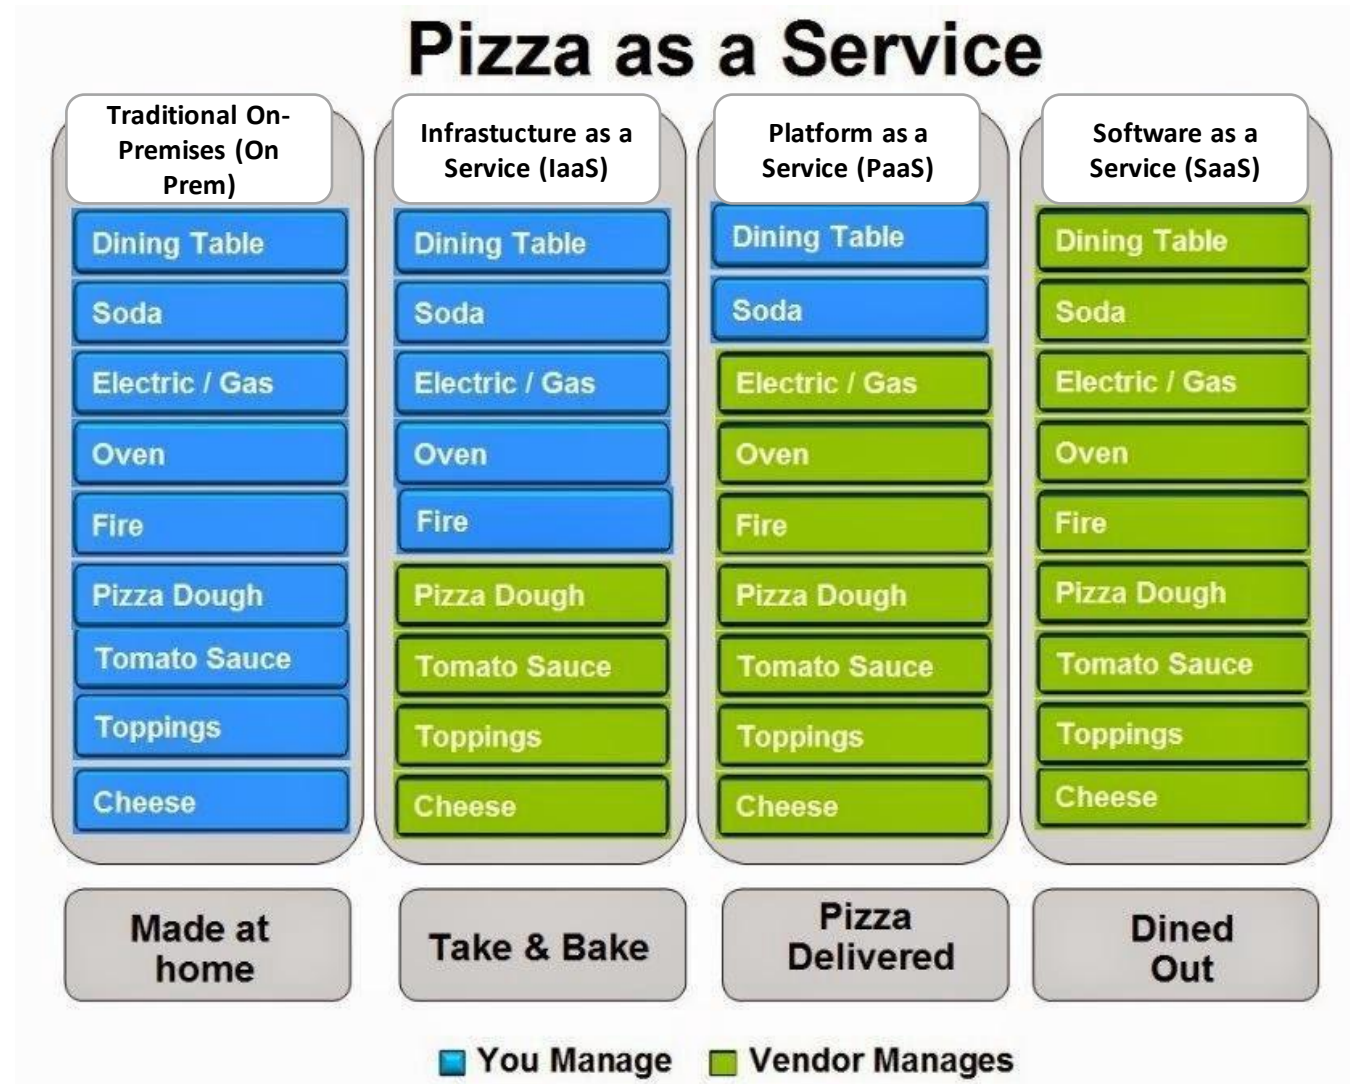 Pizza as a Service
Traditional On-
Premises (On
Prem)
Dining Table
Soda
Electric / Gas
Oven
Fire
Pizza Dough
Tomato Sauce
Toppings
Cheese
Made at
home
Infrastucture as a
Service (IaaS)
Dining Table
Soda
Electric / Gas
Oven
Fire
Pizza Dough
Tomato Sauce
Toppings
Cheese
Take & Bake
Platform as a
Service (PaaS)
Dining Table
Soda
Electric / Gas
Oven
Fire
Pizza Dough
Tomato Sauce
Toppings
Cheese
Pizza
Delivered
Software as a
Service (SaaS)
Dining Table
Soda
Electric / Gas
Oven
Fire
Pizza Dough
Tomato Sauce
Toppings
Cheese
Dined
Out
You Manage
Vendor Manages